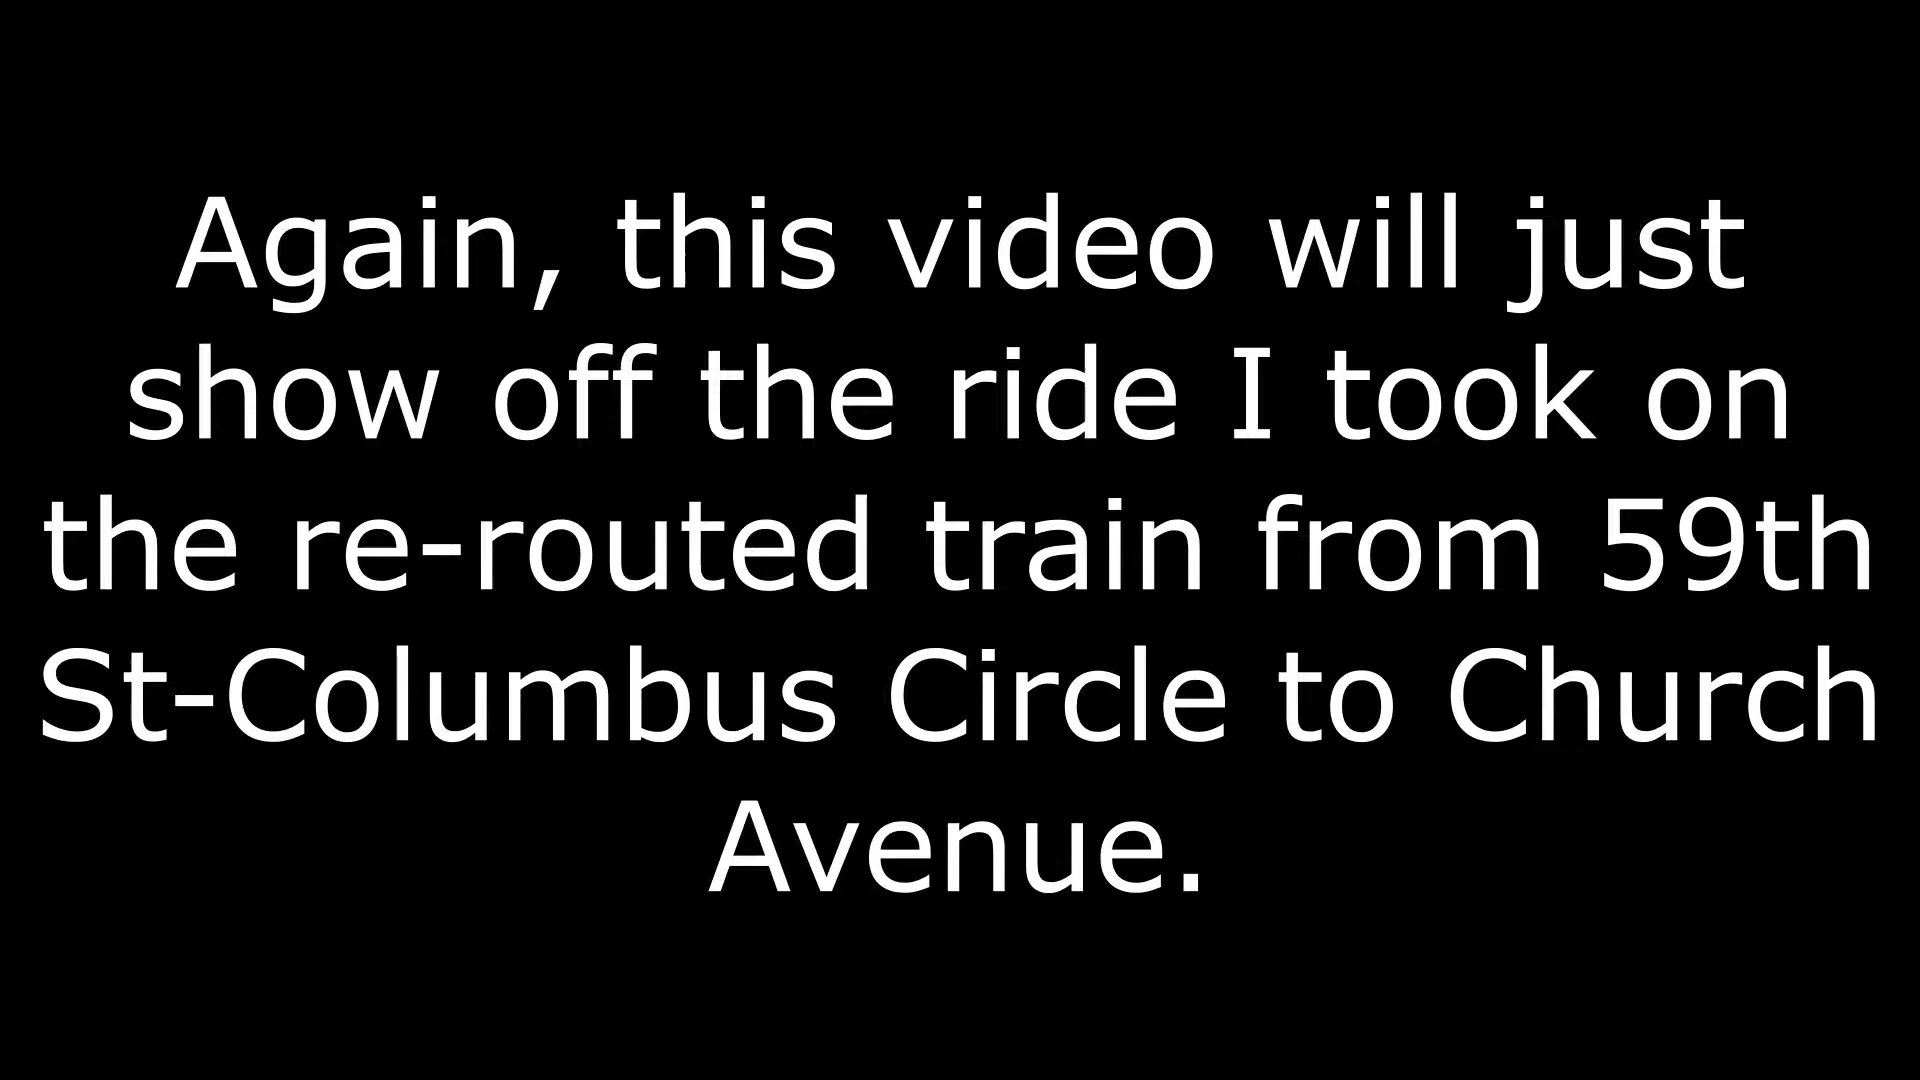 Again, this video will just
show off the ride I took on
the re-routed train from 59th
St-Columbus Circle to Church
Avenue.